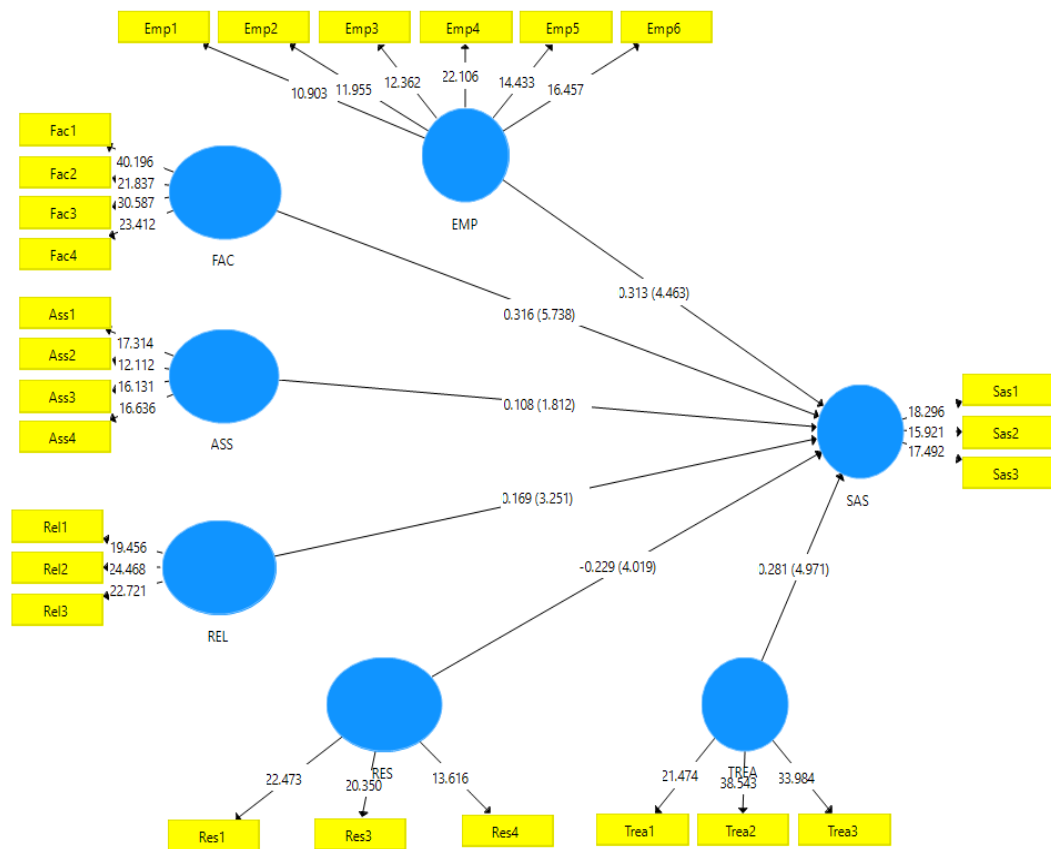 Emp1 Emp2 Emp3 Emp4 Emp5 Emp6
10.903 11.955 12.362 22.106 14.433 16.457
EMP
Fac1
Fac2
Fac3
Fac4
40.196
21.837
30.587
23.412
FAC
0.313 (4.463)
0.316 (5.738)
Ass1
Ass2
Ass3
Ass4
17.314
12.112
16.131
16.636
ASS
0.108 (1.812)
Sas1
Sas2
Sas3
18.296
15.921
17.492
SAS
Rel1
Rel2
Rel3
19.456
24.468
22.721
REL
0.169 (3.251)
-0.229 (4.019)
0.281 (4.971)
RES
22.473 20.350 13.616
Res1 Res3 Res4
TREA
21.474 38.543 33.984
Trea1 Trea2 Trea3